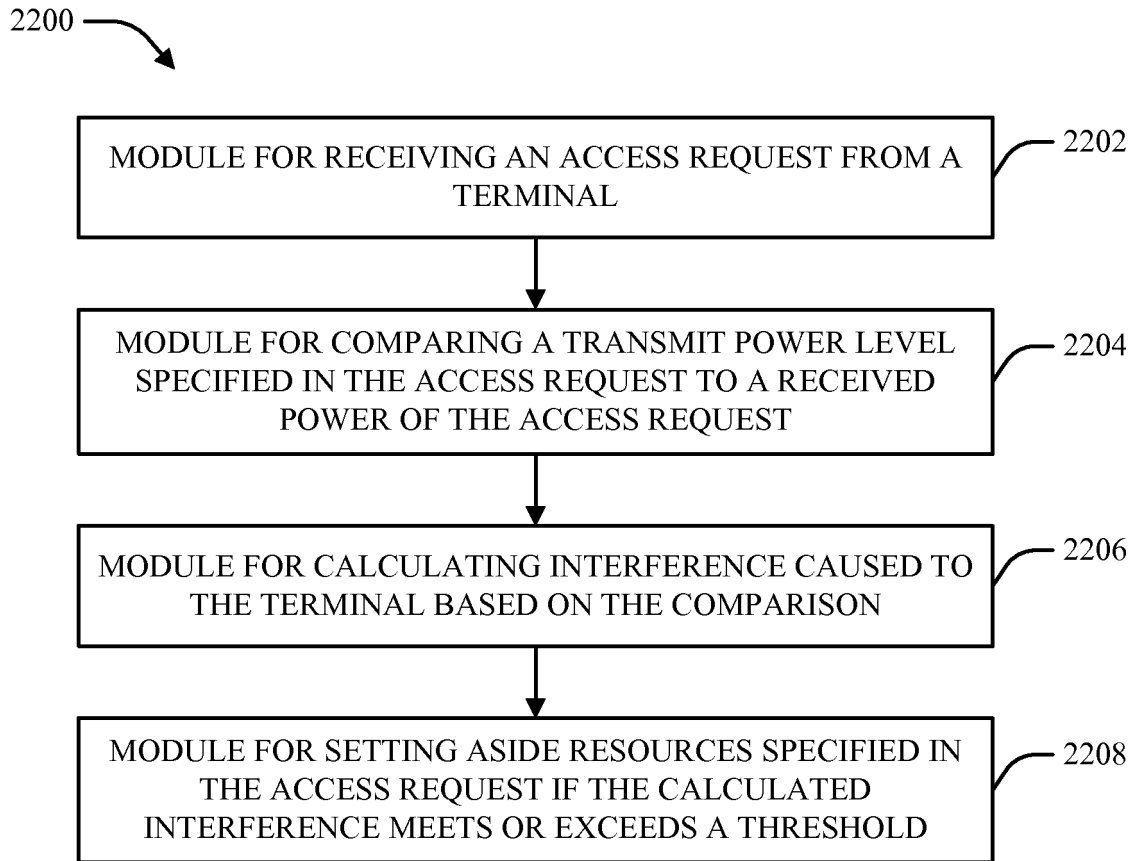 2200
MODULE FOR RECEIVING AN ACCESS REQUEST FROM A
TERMINAL
2202
MODULE FOR COMPARING A TRANSMIT POWER LEVEL
SPECIFIED IN THE ACCESS REQUEST TO A RECEIVED
POWER OF THE ACCESS REQUEST
2204
MODULE FOR CALCULATING INTERFERENCE CAUSED TO
THE TERMINAL BASED ON THE COMPARISON
2206
MODULE FOR SETTING ASIDE RESOURCES SPECIFIED IN
THE ACCESS REQUEST IF THE CALCULATED
INTERFERENCE MEETS OR EXCEEDS A THRESHOLD
2208